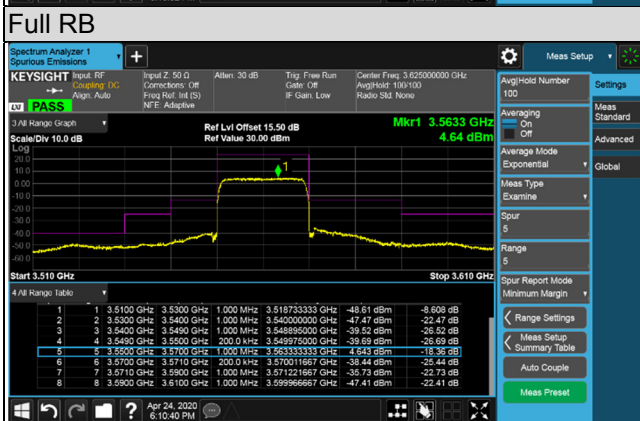 Full RB
Spectrum Analyzer 1
Spurious Emissions
+
Meas Setup
KEYSIGHT Input: RF
Coupling: DC
Align: Auto
Input Z: 50 Ω
Corrections: Off
Freq Ref: Int (S)
NFE: Adaptive
Atten: 30 dB
Trig: Free Run
Gate: Off
IF Gain: Low
Center Freq: 3.625000000 GHz
Avg|Hold: 100/100
Radio Std: None
LXI PASS
3 All Range Graph
Scale/Div 10.0 dB
Ref Lvl Offset 15.50 dB
Ref Value 30.00 dBm
Mkr1 3.5633 GHz
4.64 dBm
Log
20.0
10.0
0.00
-10.0
-20.0
-30.0
-40.0
-50.0
-60.0
1
Start 3.510 GHz
Stop 3.610 GHz
4 All Range Table
1 1 3.5100 GHz 3.5300 GHz 1.000 MHz 3.518733333 GHz -48.61 dBm -8.608 dB
2 2 3.5300 GHz 3.5400 GHz 1.000 MHz 3.540000000 GHz -47.47 dBm -22.47 dB
3 3 3.5400 GHz 3.5490 GHz 1.000 MHz 3.548895000 GHz -39.52 dBm -26.52 dB
4 4 3.5490 GHz 3.5500 GHz 200.0 kHz 3.549975000 GHz -39.69 dBm -26.69 dB
5 5 3.5500 GHz 3.5700 GHz 1.000 MHz 3.563333333 GHz 4.643 dBm -18.36 dB
6 6 3.5700 GHz 3.5710 GHz 200.0 kHz 3.570011667 GHz -38.44 dBm -25.44 dB
7 7 3.5710 GHz 3.5900 GHz 1.000 MHz 3.571221667 GHz -35.73 dBm -22.73 dB
8 8 3.5900 GHz 3.6100 GHz 1.000 MHz 3.599966667 GHz -47.41 dBm -22.41 dB
Avg|Hold Number
100
Averaging
On
Off
Average Mode
Exponential
Meas Type
Examine
Spur
5
Range
5
Spur Report Mode
Minimum Margin
Range Settings
Meas Setup
Summary Table
Auto Couple
Meas Preset
Settings
Meas
Standard
Advanced
Global
?
Apr 24, 2020
6:10:40 PM